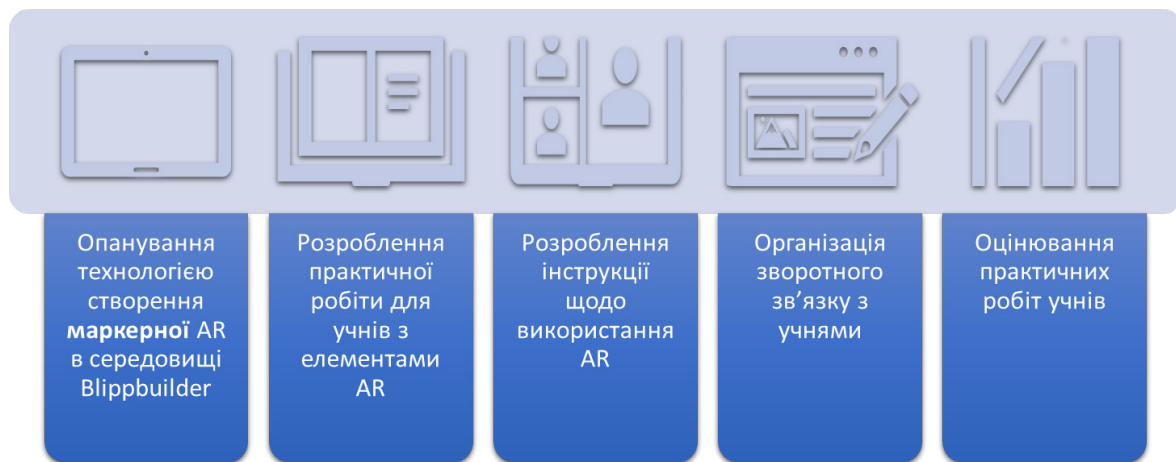 Опанування
технологією
створення
маркерної AR
в середовищі
Blippbuilder
Розроблення
практичної
робіти для
учнів з
елементами
AR
Розроблення
інструкції
щодо
використання
AR
Організація
зворотного
зв’язку з
учнями
Оцінювання
практичних
робіт учнів